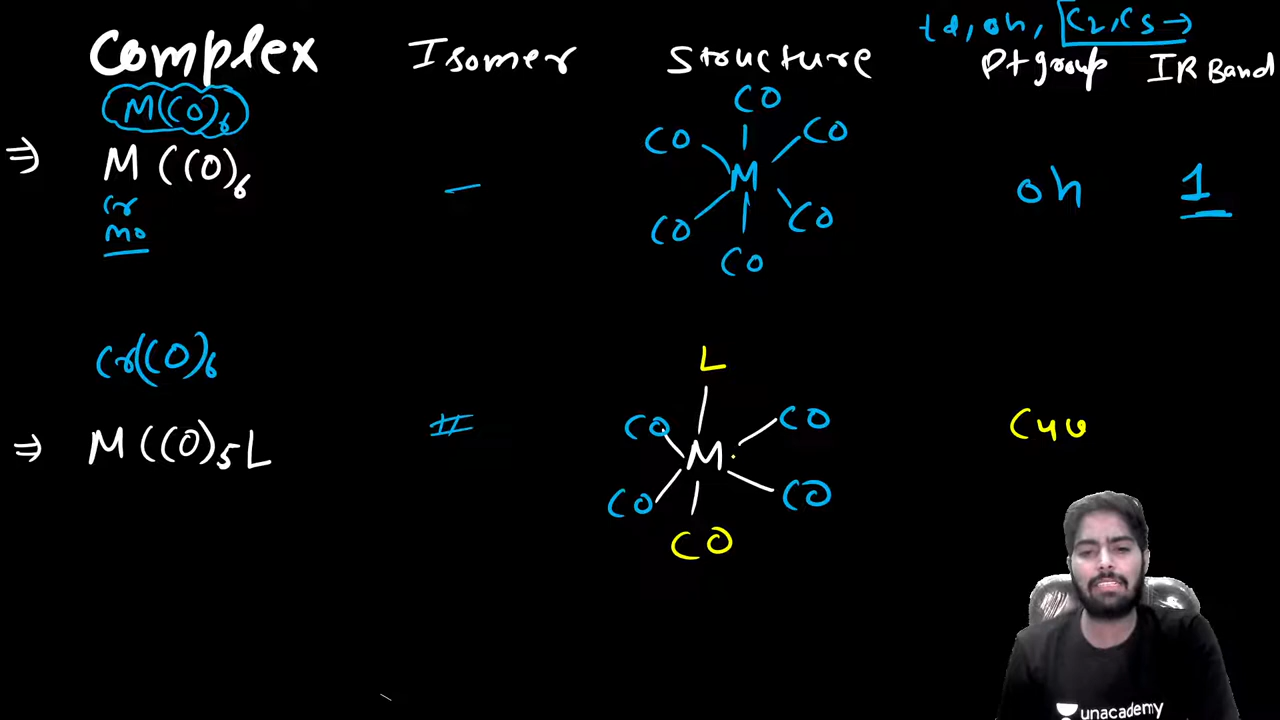 td, oh, C2, Cs →
Complex Isomer Structure Pt group IR Band
M(CO)6
⇒ M(CO)6 — oh 1
Cr
Mo
CO
CO CO
M
CO CO
CO
Cr(CO)6
⇒ M(CO)5L C4v
L
CO CO
M
CO CO
CO
unacademy